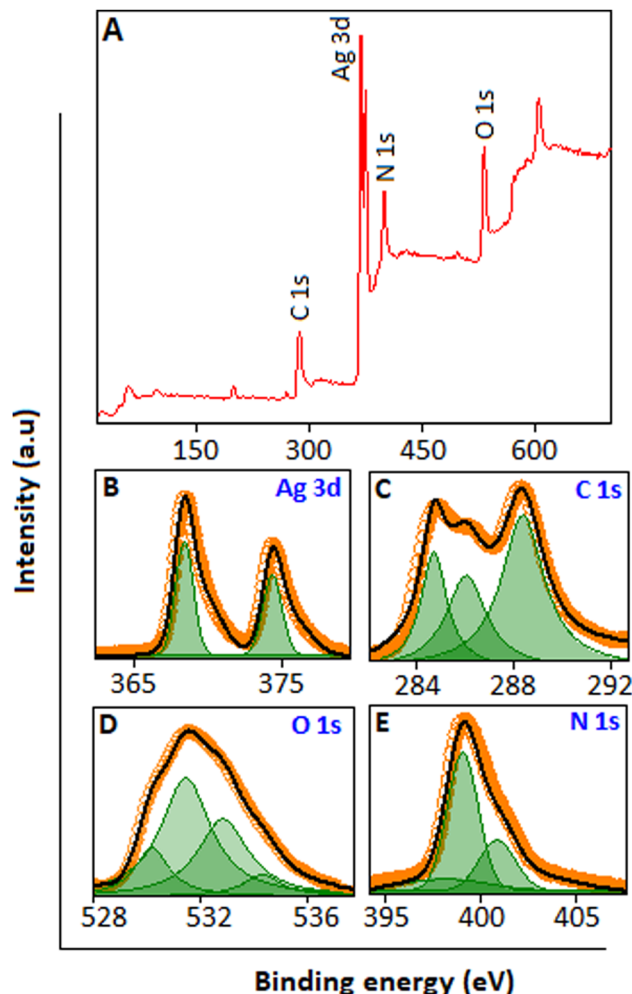 A
Ag 3d
N 1s
O 1s
C 1s
150 300 450 600
Intensity (a.u)
B Ag 3d
365 375
C C 1s
284 288 292
D O 1s
528 532 536
E N 1s
395 400 405
Binding energy (eV)